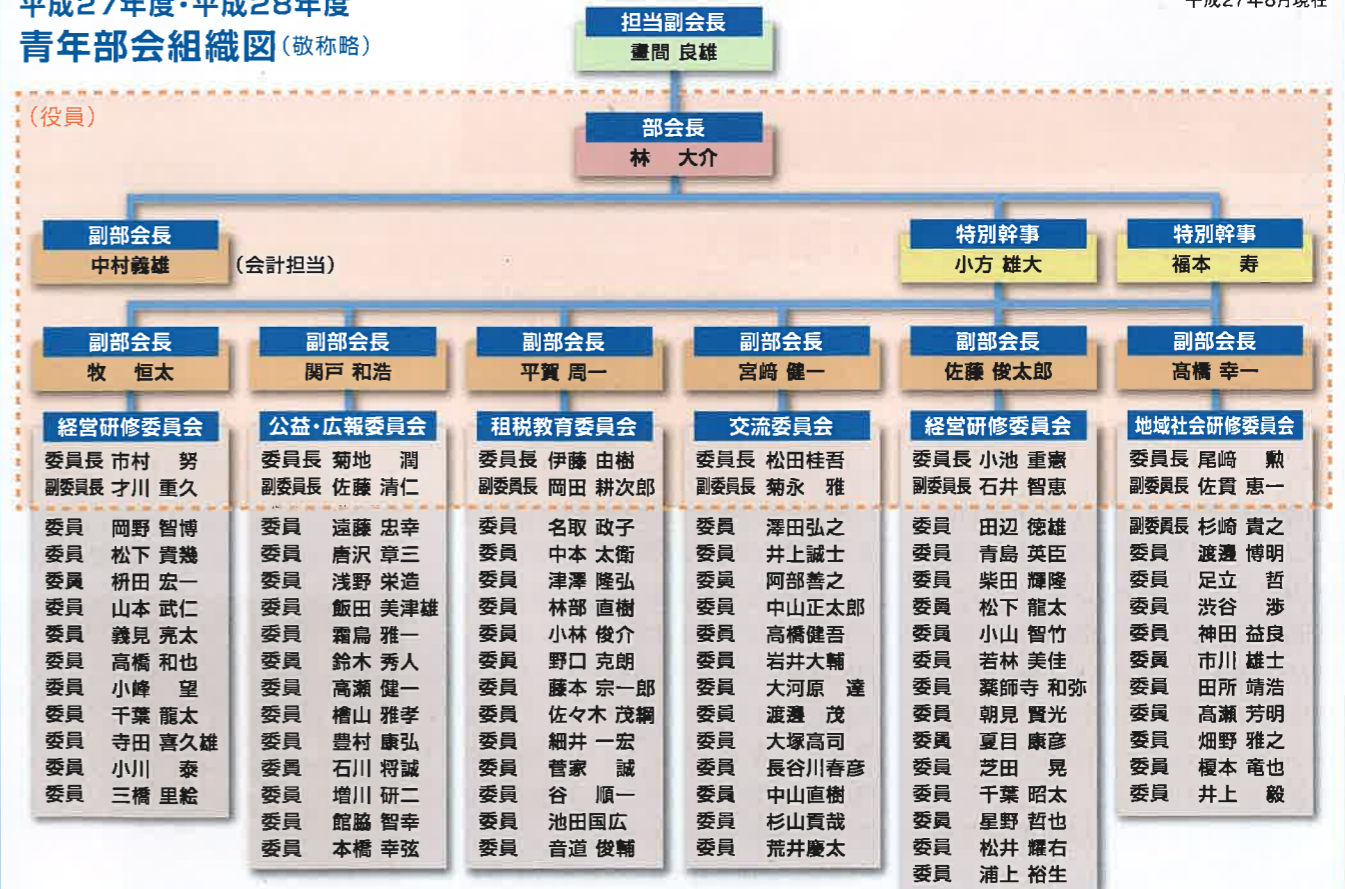 平成27年度・平成28年度
青年部会組織図(敬称略)
平成27年8月現在
担当副会長
畫間 良雄
(役員)
部会長
林 大介
副部会長
中村義雄
(会計担当)
特別幹事
小方 雄大
特別幹事
福本 寿
副部会長
牧 恒太
経営研修委員会
委員長 市村 努
副委員長 才川 重久
委員 岡野 智博
委員 松下 貴幾
委員 枡田 宏一
委員 山本 武仁
委員 義見 亮太
委員 高橋 和也
委員 小峰 望
委員 千葉 龍太
委員 寺田 喜久雄
委員 小川 泰
委員 三橋 里絵
副部会長
関戸 和浩
公益・広報委員会
委員長 菊地 潤
副委員長 佐藤 清仁
委員 遠藤 忠幸
委員 唐沢 章三
委員 浅野 栄造
委員 飯田 美津雄
委員 霜鳥 雅一
委員 鈴木 秀人
委員 高瀬 健一
委員 檜山 雅孝
委員 豊村 康弘
委員 石川 将誠
委員 増川 研二
委員 館脇 智幸
委員 本橋 幸弦
副部会長
平賀 周一
租税教育委員会
委員長 伊藤 由樹
副委員長 岡田 耕次郎
委員 名取 政子
委員 中本 太衛
委員 津澤 隆弘
委員 林部 直樹
委員 小林 俊介
委員 野口 克朗
委員 藤本 宗一郎
委員 佐々木 茂綱
委員 細井 一宏
委員 菅家 誠
委員 谷 順一
委員 池田国広
委員 音道 俊輔
副部会長
宮﨑 健一
交流委員会
委員長 松田桂吾
副委員長 菊永 雅
委員 澤田弘之
委員 井上誠士
委員 阿部善之
委員 中山正太郎
委員 高橋健吾
委員 岩井大輔
委員 大河原 達
委員 渡邊 茂
委員 大塚高司
委員 長谷川春彦
委員 中山直樹
委員 杉山貢哉
委員 荒井慶太
副部会長
佐藤 俊太郎
経営研修委員会
委員長 小池 重憲
副委員長 石井 智恵
委員 田辺 徳雄
委員 青島 英臣
委員 柴田 輝隆
委員 松下 龍太
委員 小山 智竹
委員 若林 美佳
委員 薬師寺 和弥
委員 朝見 賢光
委員 夏目 康彦
委員 芝田 晃
委員 千葉 昭太
委員 星野 哲也
委員 松井 耀右
委員 浦上 裕生
副部会長
髙橋 幸一
地域社会研修委員会
委員長 尾﨑 勲
副委員長 佐貫 恵一
副委員長 杉崎 貴之
委員 渡邊 博明
委員 足立 哲
委員 渋谷 渉
委員 神田 益良
委員 市川 雄士
委員 田所 靖浩
委員 髙瀬 芳明
委員 畑野 雅之
委員 榎本 竜也
委員 井上 毅